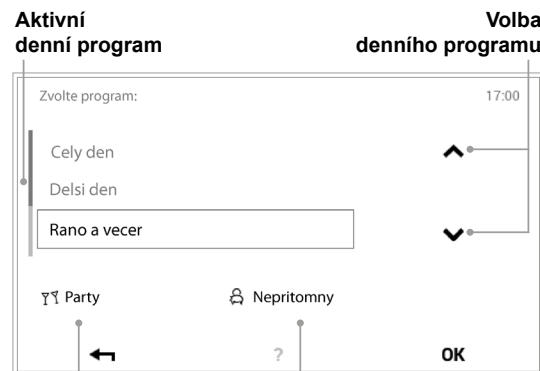 Aktivní
denní program
Volba
denního programu
Zvolte program:
17:00
Cely den
Delsi den
Rano a vecer
Party
Nepritomny
?
OK